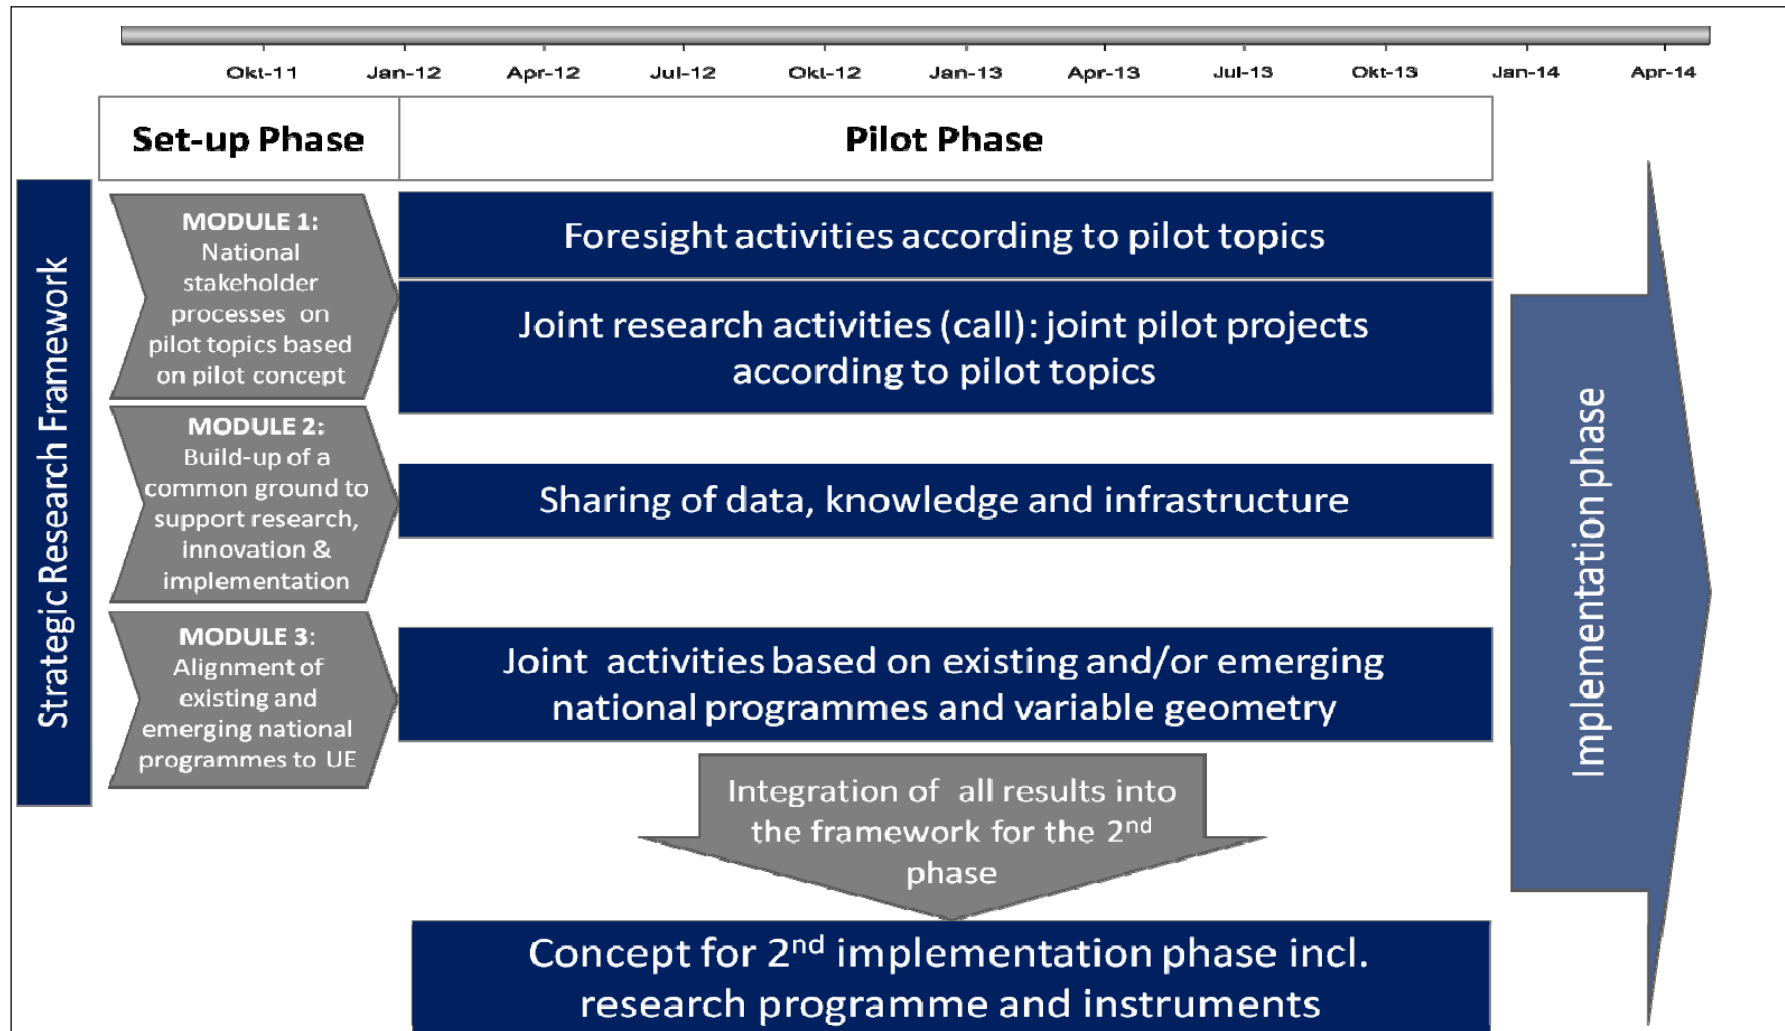 Okt-11 Jan-12 Apr-12 Jul-12 Okt-12 Jan-13 Apr-13 Jul-13 Okt-13 Jan-14 Apr-14
Set-up Phase
Pilot Phase
Strategic Research Framework
MODULE 1:
National
stakeholder
processes on
pilot topics based
on pilot concept
Foresight activities according to pilot topics
Joint research activities (call): joint pilot projects
according to pilot topics
MODULE 2:
Build-up of a
common ground to
support research,
innovation &
implementation
Sharing of data, knowledge and infrastructure
MODULE 3:
Alignment of
existing and
emerging national
programmes to UE
Joint activities based on existing and/or emerging
national programmes and variable geometry
Integration of all results into
the framework for the 2nd
phase
Concept for 2nd implementation phase incl.
research programme and instruments
Implementation phase